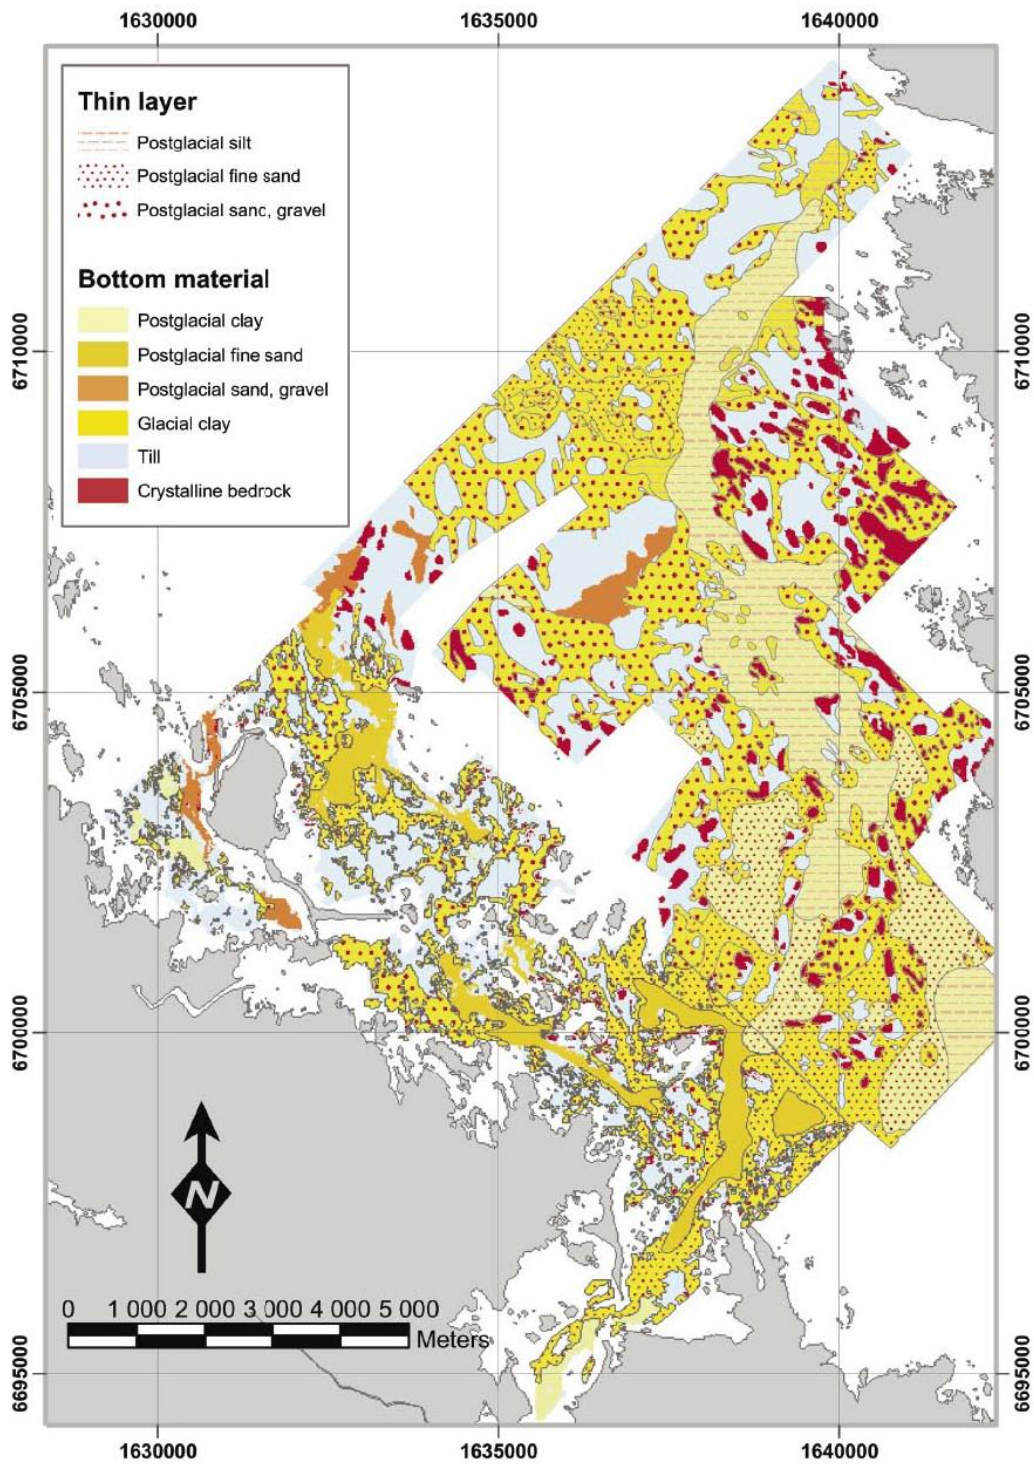 1630000 1635000 1640000
Thin layer
Postglacial silt
Postglacial fine sand
Postglacial sanc, gravel
Bottom material
Postglacial clay
Postglacial fine sand
Postglacial sand, gravel
Glacial clay
Till
Crystalline bedrock
6710000 6710000
6705000 6705000
6700000 6700000
N
0 1 000 2 000 3 000 4 000 5 000
Meters
6695000 6695000
1630000 1635000 1640000